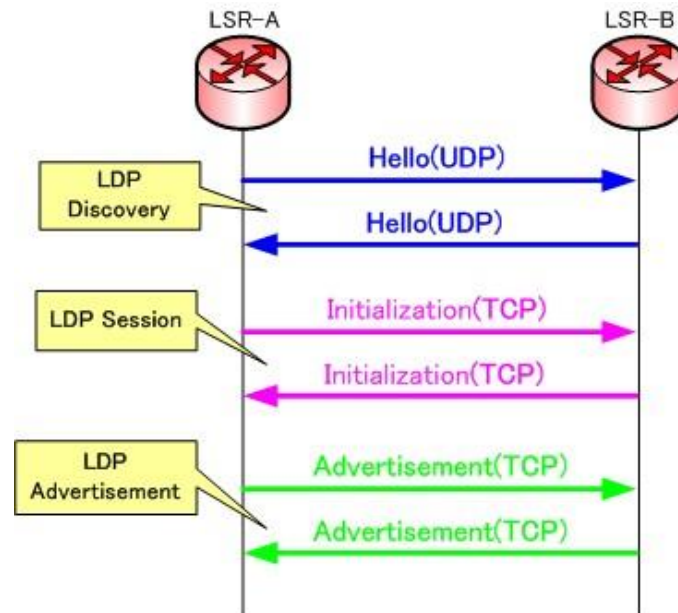 LSR-A
LSR-B
Hello(UDP)
LDP
Discovery
Hello(UDP)
LDP Session
Initialization(TCP)
Initialization(TCP)
LDP
Advertisement
Advertisement(TCP)
Advertisement(TCP)